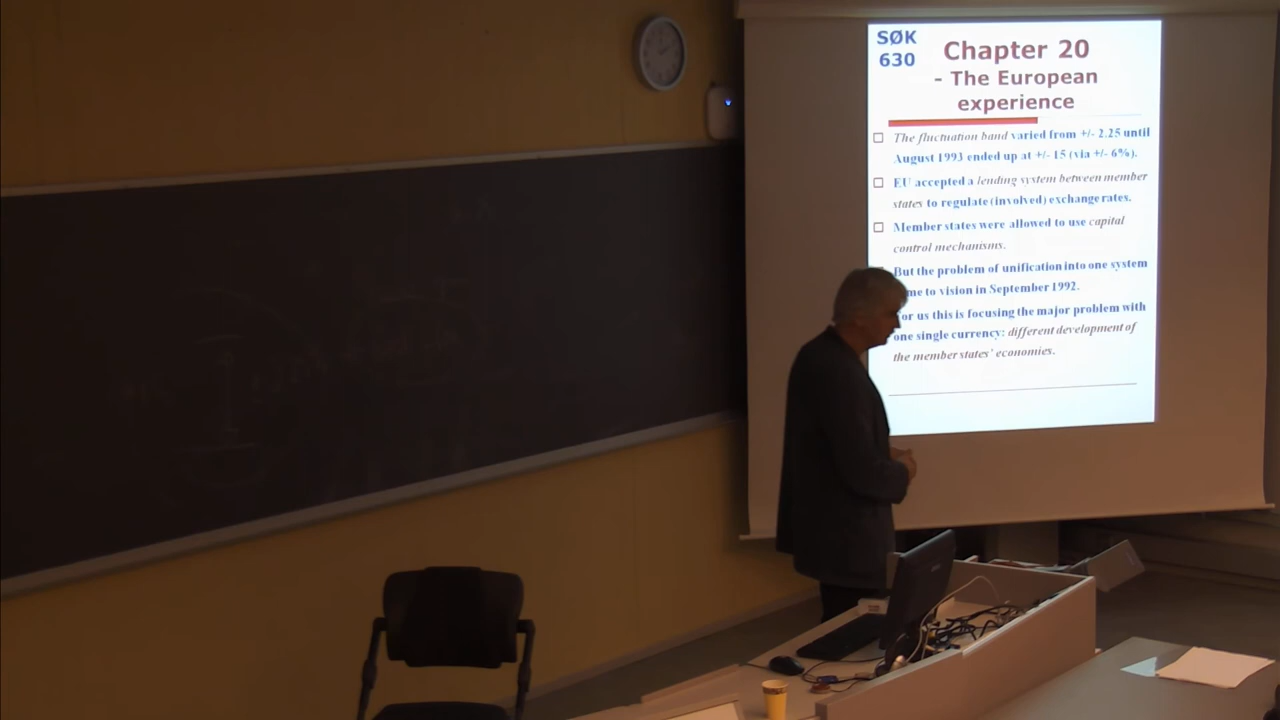 SØK
630
Chapter 20
- The European
experience
The fluctuation band varied from +/- 2.25 until
August 1993 ended up at +/- 15 (via +/- 6%).
EU accepted a lending system between member
states to regulate (involved) exchange rates.
Member states were allowed to use capital
control mechanisms.
But the problem of unification into one system
me to vision in September 1992.
or us this is focusing the major problem with
one single currency: different development of
the member states' economies.